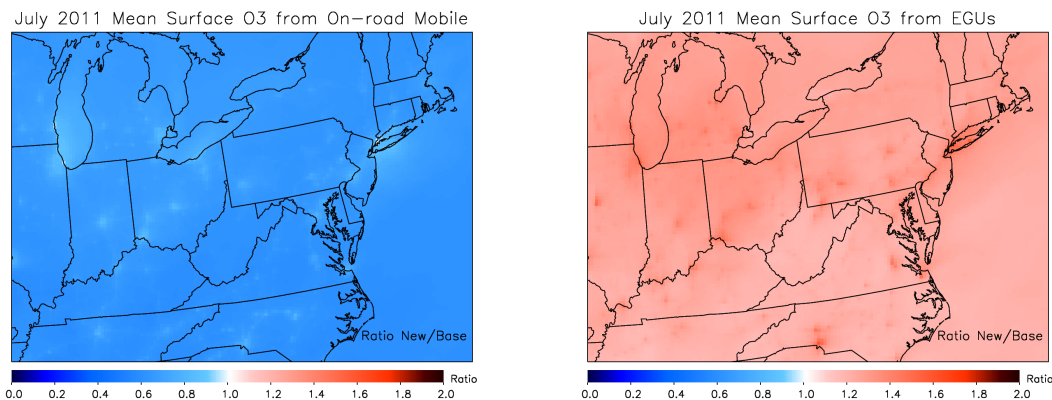 July 2011 Mean Surface O3 from On-road Mobile
Ratio New/Base
0.0 0.2 0.4 0.6 0.8 1.0 1.2 1.4 1.6 1.8 2.0
Ratio
July 2011 Mean Surface O3 from EGUs
Ratio New/Base
0.0 0.2 0.4 0.6 0.8 1.0 1.2 1.4 1.6 1.8 2.0
Ratio